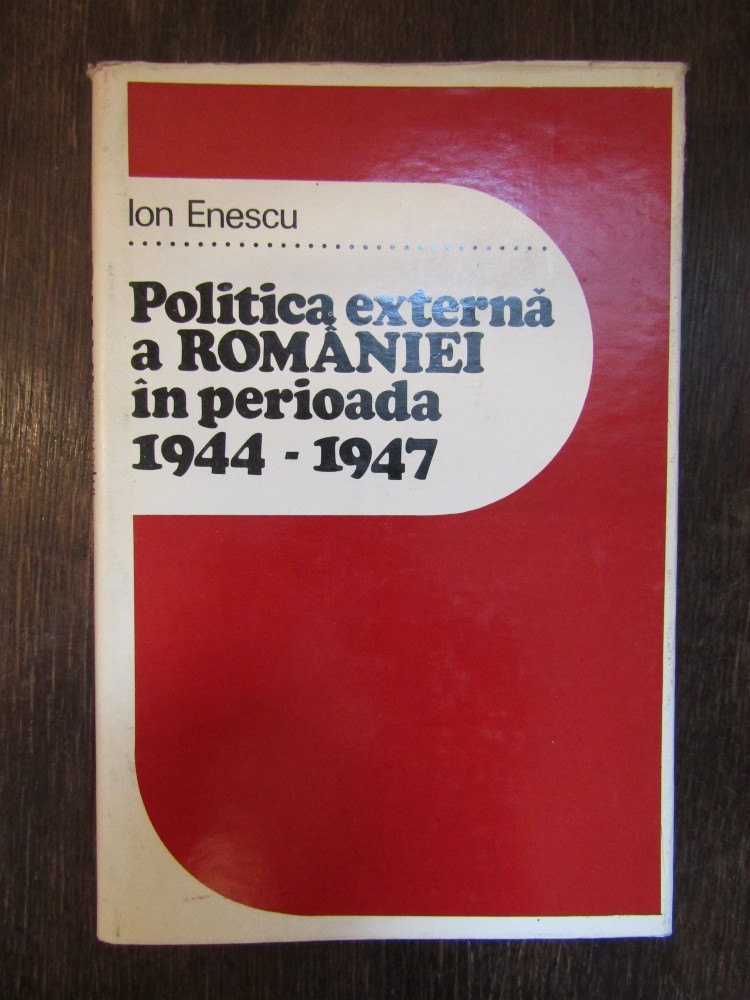 Ion Enescu
Politica externă
a ROMÂNIEI
în perioada
1944 - 1947